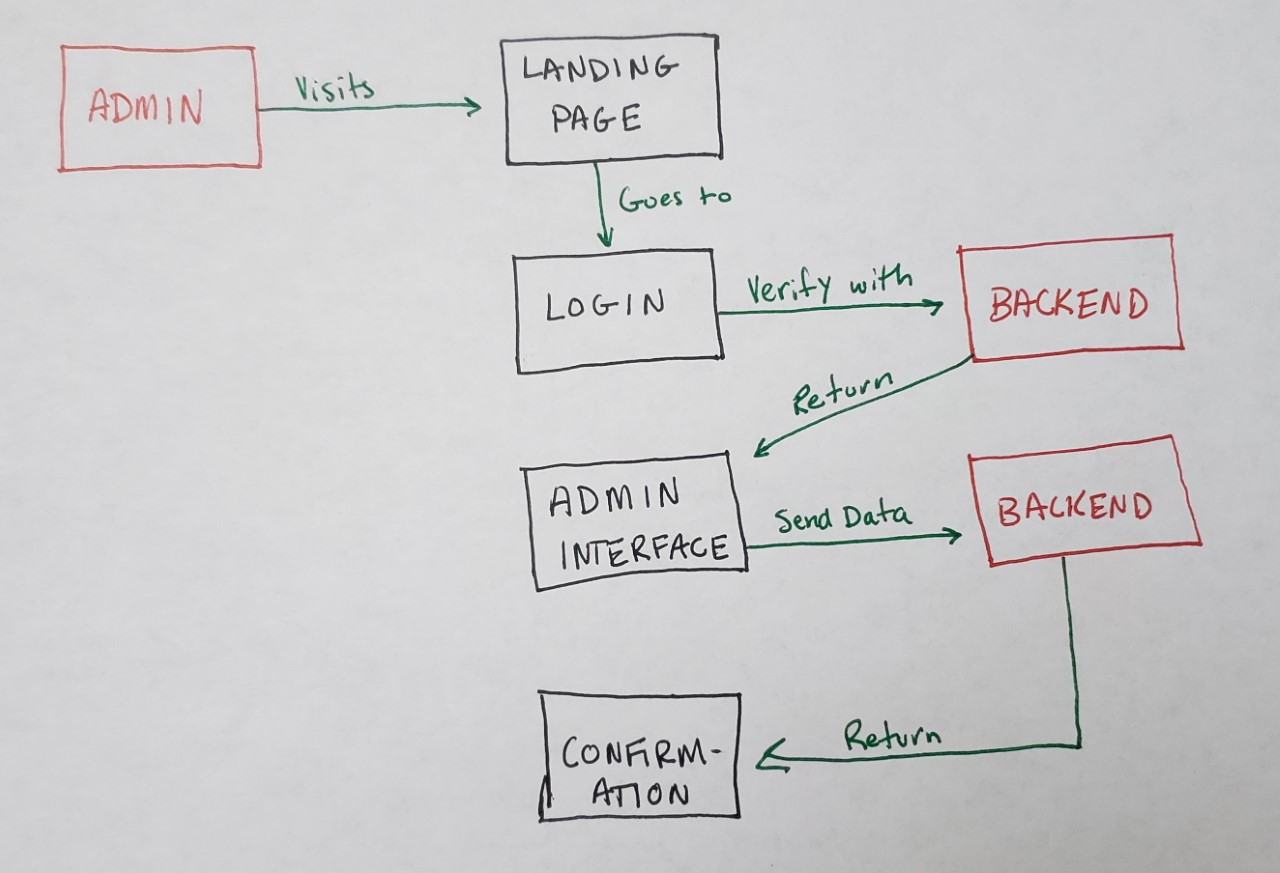 ADMIN
Visits
LANDING
PAGE
Goes to
LOGIN
Verify with
BACKEND
Return
ADMIN
INTERFACE
Send Data
BACKEND
Return
CONFIRM-
ATION